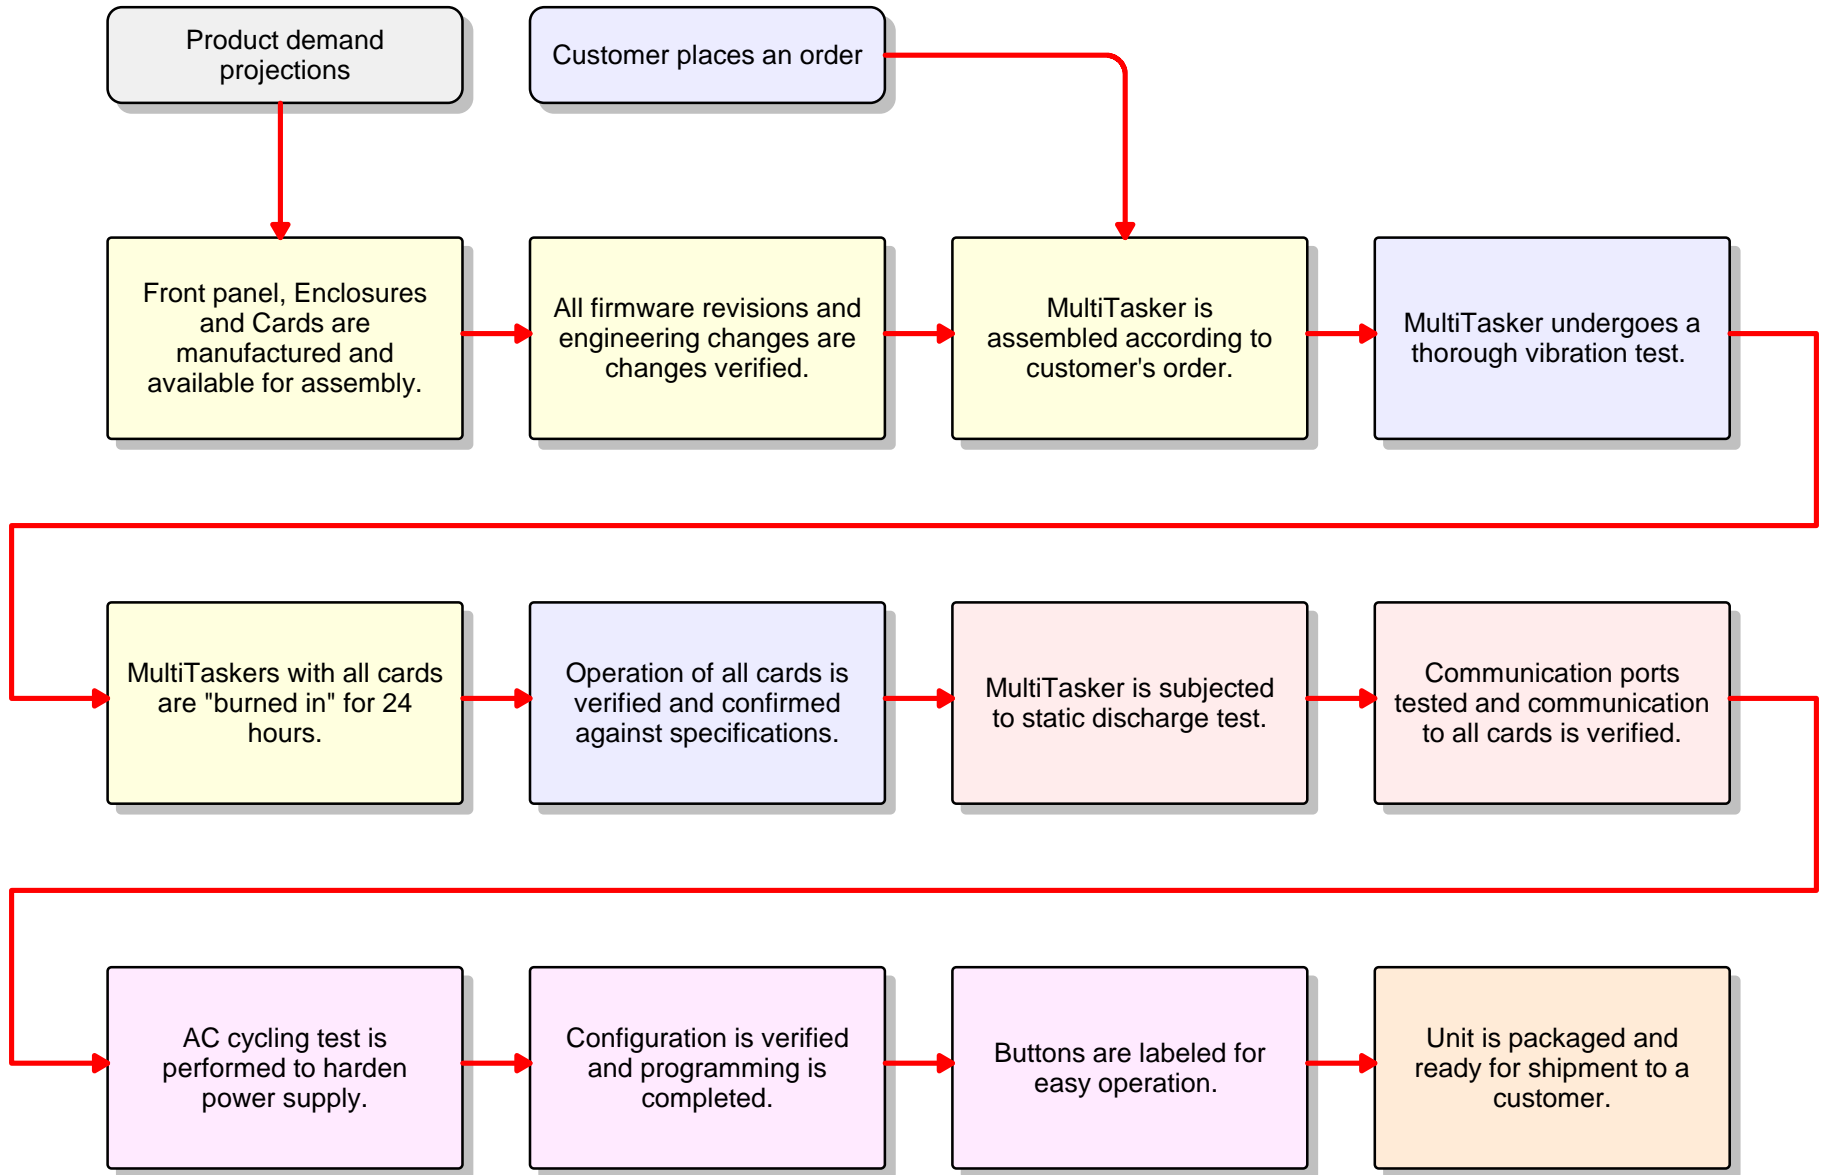 Product demand
projections
Customer places an order
Front panel, Enclosures
and Cards are
manufactured and
available for assembly.
All firmware revisions and
engineering changes are
changes verified.
MultiTasker is
assembled according to
customer's order.
MultiTasker undergoes a
thorough vibration test.
MultiTaskers with all cards
are "burned in" for 24
hours.
Operation of all cards is
verified and confirmed
against specifications.
MultiTasker is subjected
to static discharge test.
Communication ports
tested and communication
to all cards is verified.
AC cycling test is
performed to harden
power supply.
Configuration is verified
and programming is
completed.
Buttons are labeled for
easy operation.
Unit is packaged and
ready for shipment to a
customer.